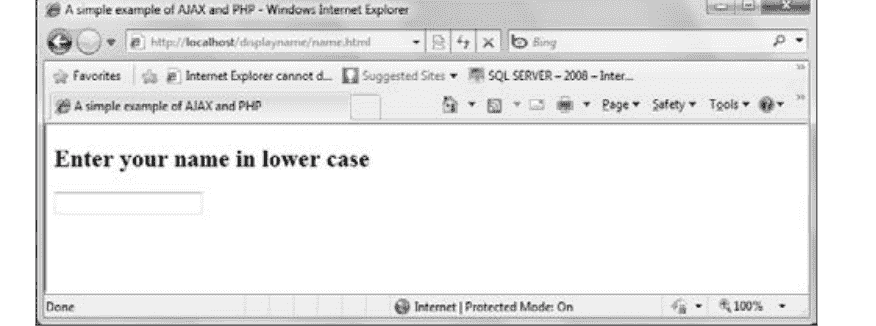 A simple example of AJAX and PHP - Windows Internet Explorer
http://localhost/displayname/name.html
Bing
Favorites Internet Explorer cannot d... Suggested Sites SQL SERVER – 2008 – Inter...
A simple example of AJAX and PHP Page Safety Tools
Enter your name in lower case
Done Internet | Protected Mode: On 100%